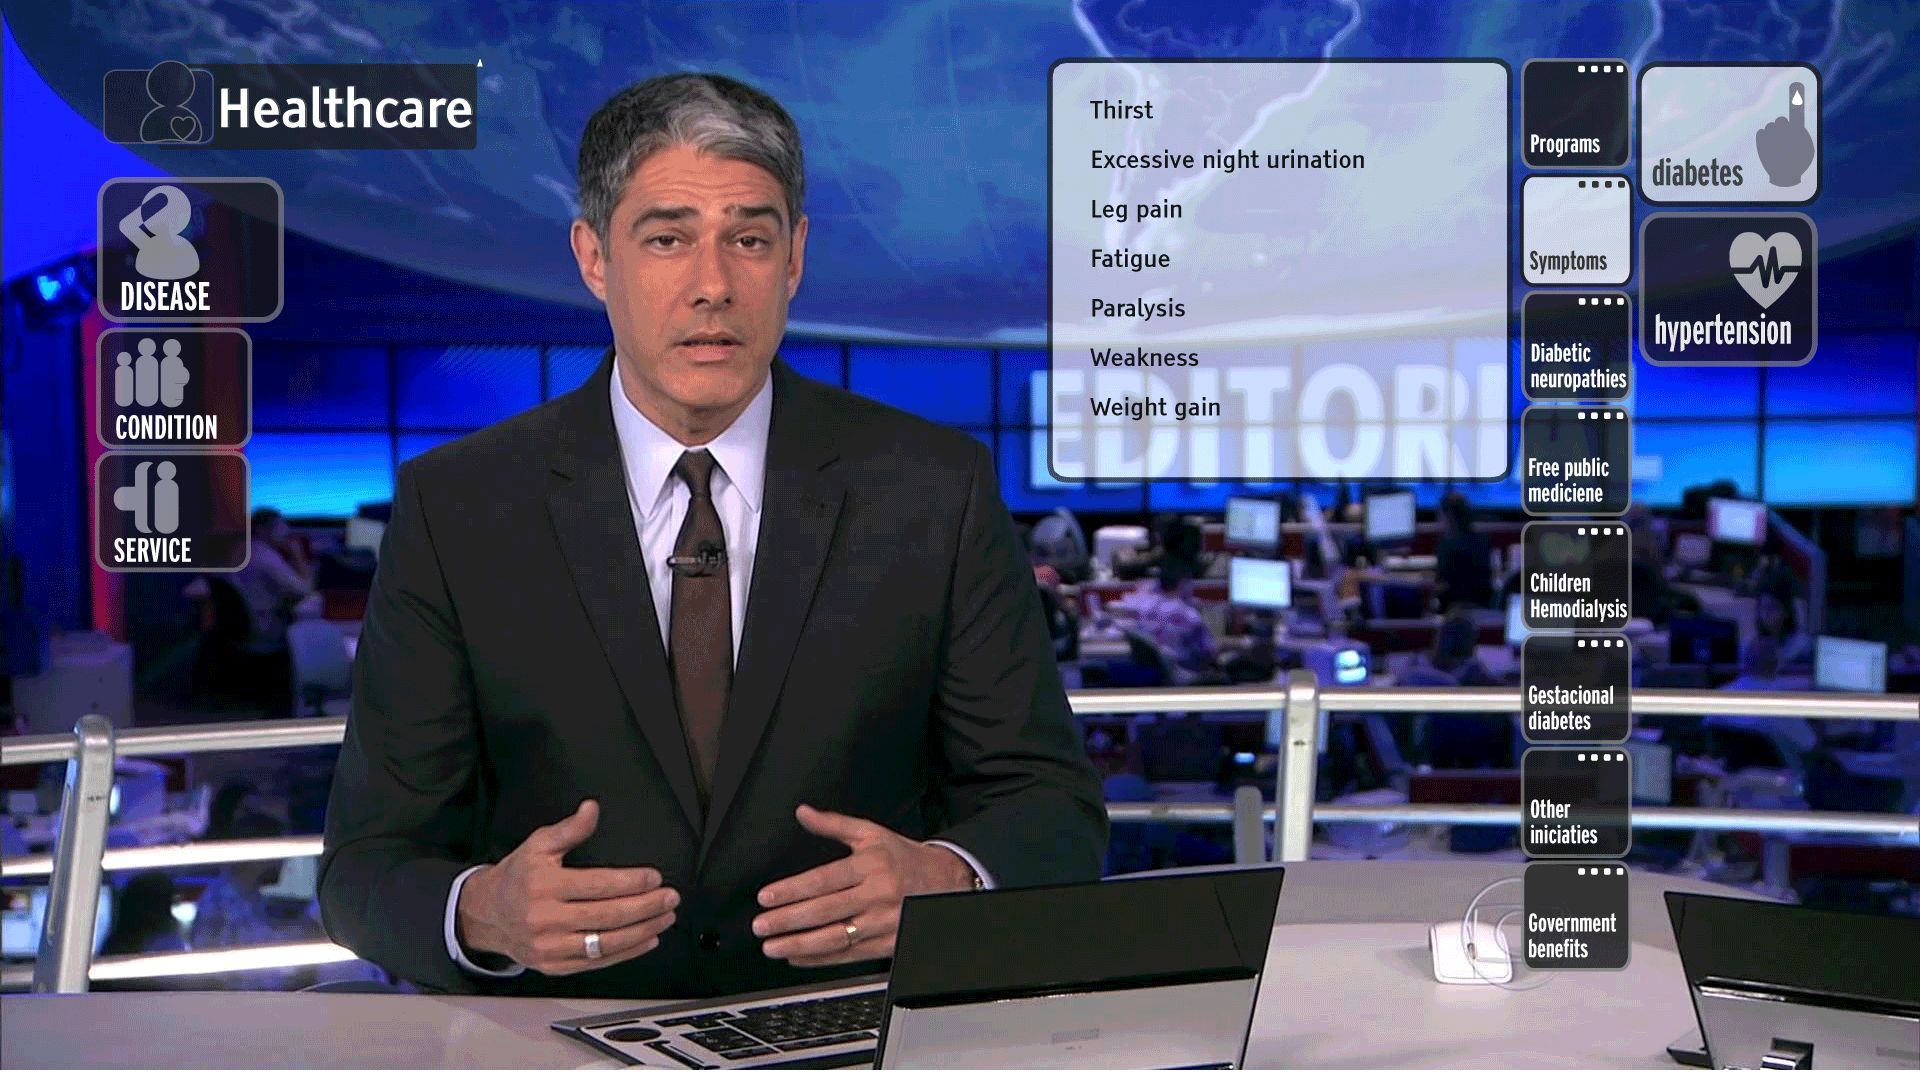 Healthcare
DISEASE
CONDITION
SERVICE
Thirst
Excessive night urination
Leg pain
Fatigue
Paralysis
Weakness
Weight gain
EDITORI
Programs
Symptoms
Diabetic
neuropathies
Free public
mediciene
Children
Hemodialysis
Gestacional
diabetes
Other
iniciaties
Government
benefits
diabetes
hypertension